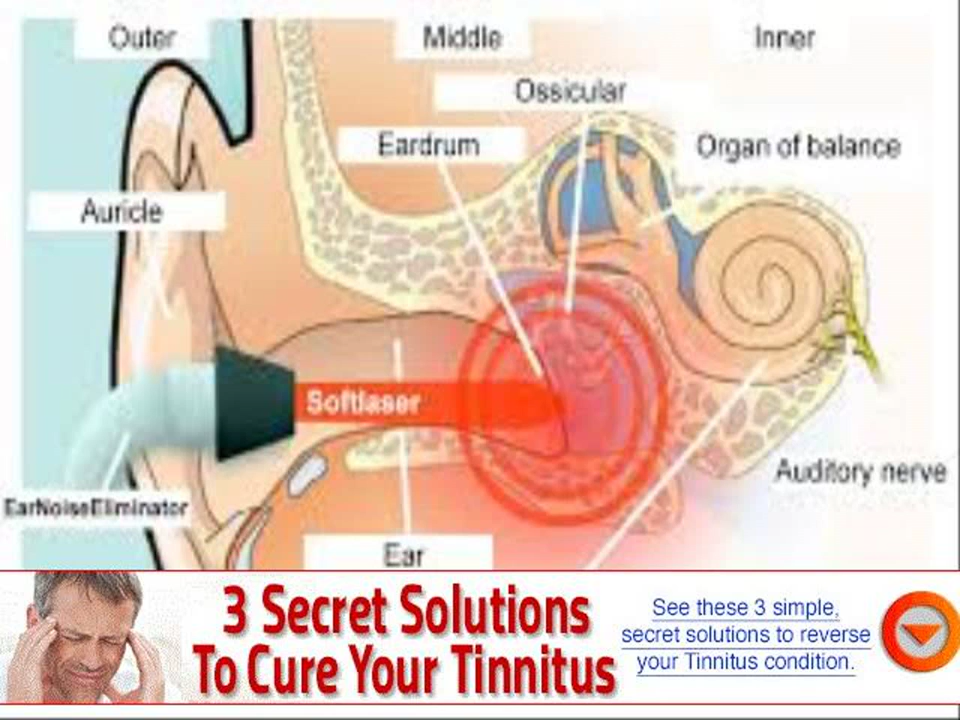 Outer
Middle
Inner
Ossicular
Eardrum
Organ of balance
Auricle
Softlaser
Auditory nerve
EarNoiseEliminator
Ear
3 Secret Solutions
To Cure Your Tinnitus
See these 3 simple,
secret solutions to reverse
your Tinnitus condition.